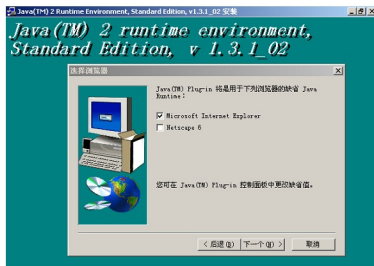 Java(TM) 2 Runtime Environment, Standard Edition, v1.3.1_02 安装
Java(TM) 2 runtime environment,
Standard Edition, v 1.3.1_02
选择浏览器
Java(TM) Plug-in 将是用于下列浏览器的缺省 Java
Runtime:
Microsoft Internet Explorer
Netscape 6
您可在 Java(TM) Plug-in 控制面板中更改缺省值。
< 后退(B) 下一个(N) > 取消